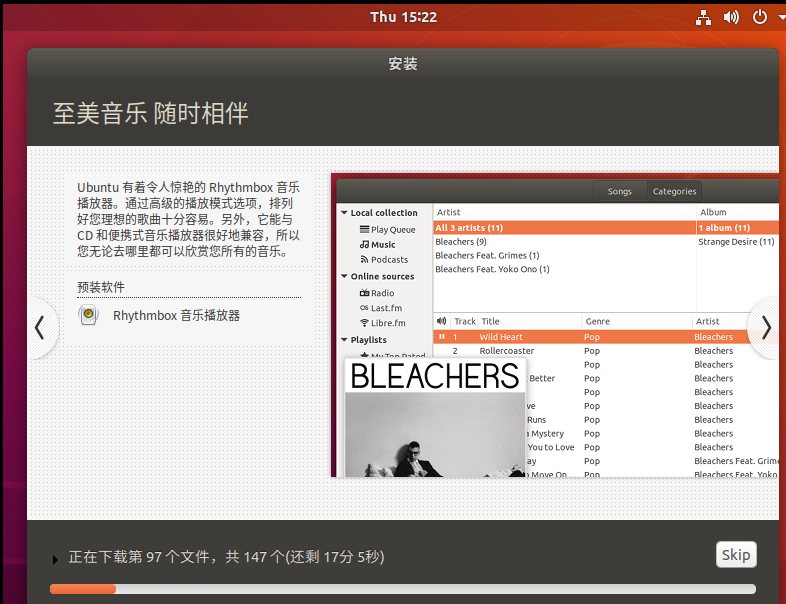 Thu 15:22
安装
至美音乐 随时相伴
Ubuntu 有着令人惊艳的 Rhythmbox 音乐
播放器。通过高级的播放模式选项，排列
好您理想的歌曲十分容易。另外，它能与
CD 和便携式音乐播放器很好地兼容，所以
您无论去哪里都可以欣赏您所有的音乐。
预装软件
Rhythmbox 音乐播放器
Songs Categories
Local collection
Play Queue
Music
Podcasts
Online sources
Radio
Last.fm
Libre.fm
Playlists
My Top Rated
Artist Album
All 3 artists (11) 1 album (11)
Bleachers (9) Strange Desire (11)
Bleachers Feat. Grimes (1)
Bleachers Feat. Yoko Ono (1)
Track Title Genre Artist
1 Wild Heart Pop Bleachers
2 Rollercoaster Pop Bleachers
Pop Bleachers
Better Pop Bleachers
Pop Bleachers
ve Pop Bleachers
Runs Pop Bleachers
a Mystery Pop Bleachers
You to Love Pop Bleachers
ay Pop Bleachers Feat. Grime
Move On Pop Bleachers Feat. Yoko
BLEACHERS
正在下载第 97 个文件，共 147 个(还剩 17分 5秒)
Skip